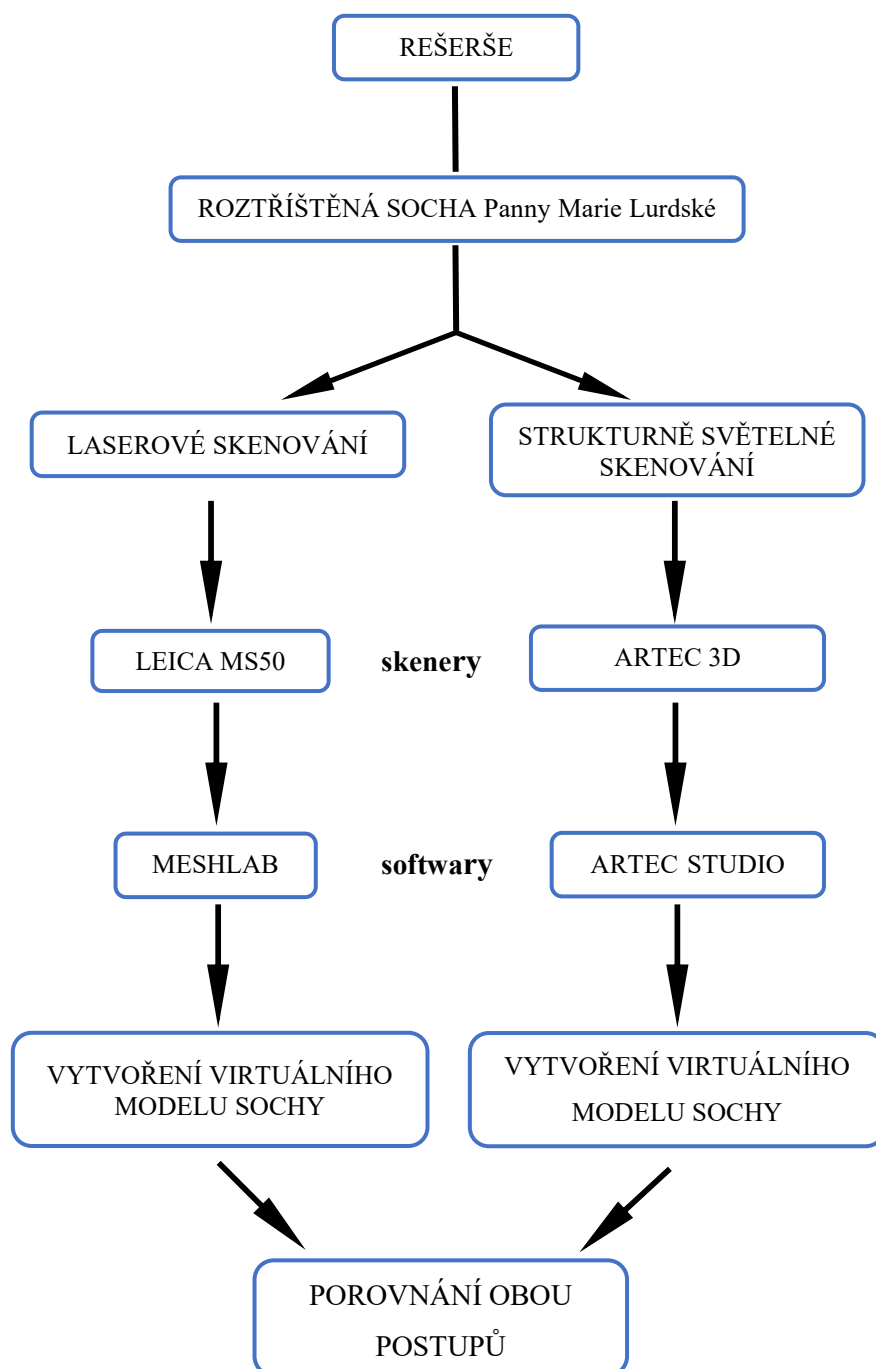 REŠERŠE
ROZTŘÍŠTĚNÁ SOCHA Panny Marie Lurdské
LASEROVÉ SKENOVÁNÍ
STRUKTURNĚ SVĚTELNÉ
SKENOVÁNÍ
LEICA MS50
skenery
ARTEC 3D
MESHLAB
softwary
ARTEC STUDIO
VYTVOŘENÍ VIRTUÁLNÍHO
MODELU SOCHY
VYTVOŘENÍ VIRTUÁLNÍHO
MODELU SOCHY
POROVNÁNÍ OBOU
POSTUPŮ